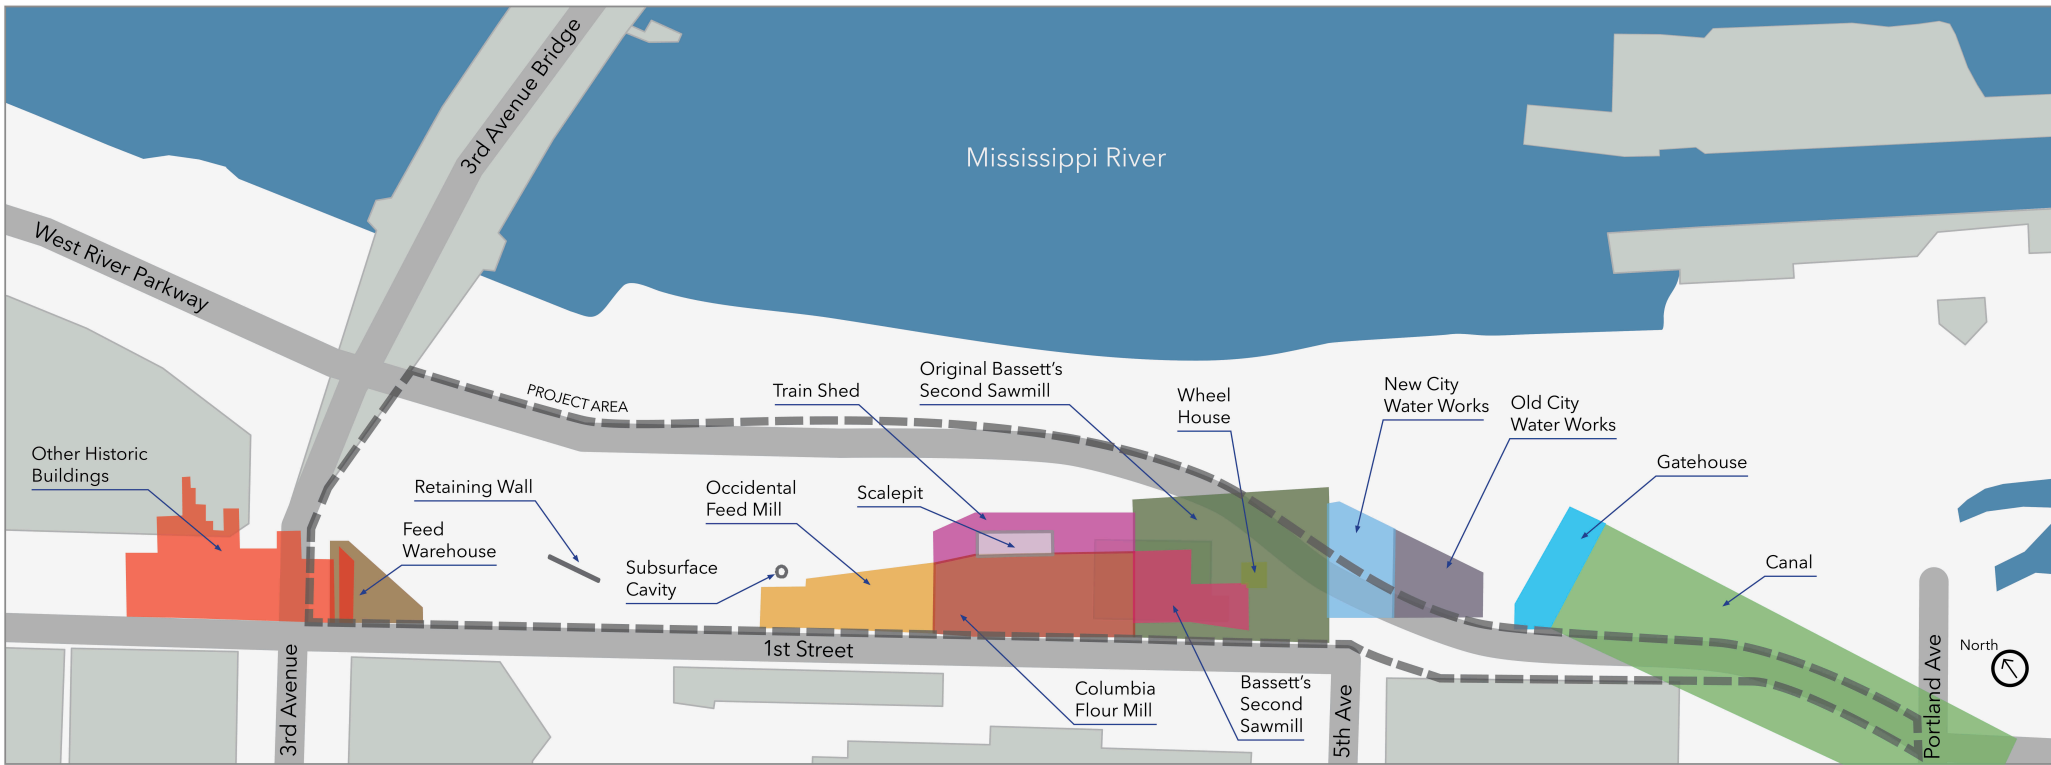 3rd Avenue Bridge
Mississippi River
West River Parkway
PROJECT AREA
Train Shed
Original Bassett's
Second Sawmill
Wheel
House
New City
Water Works
Old City
Water Works
Gatehouse
Other Historic
Buildings
Retaining Wall
Feed
Warehouse
Occidental
Feed Mill
Scalepit
Subsurface
Cavity
Canal
1st Street
Columbia
Flour Mill
Bassett's
Second
Sawmill
3rd Avenue
5th Ave
Portland Ave
North